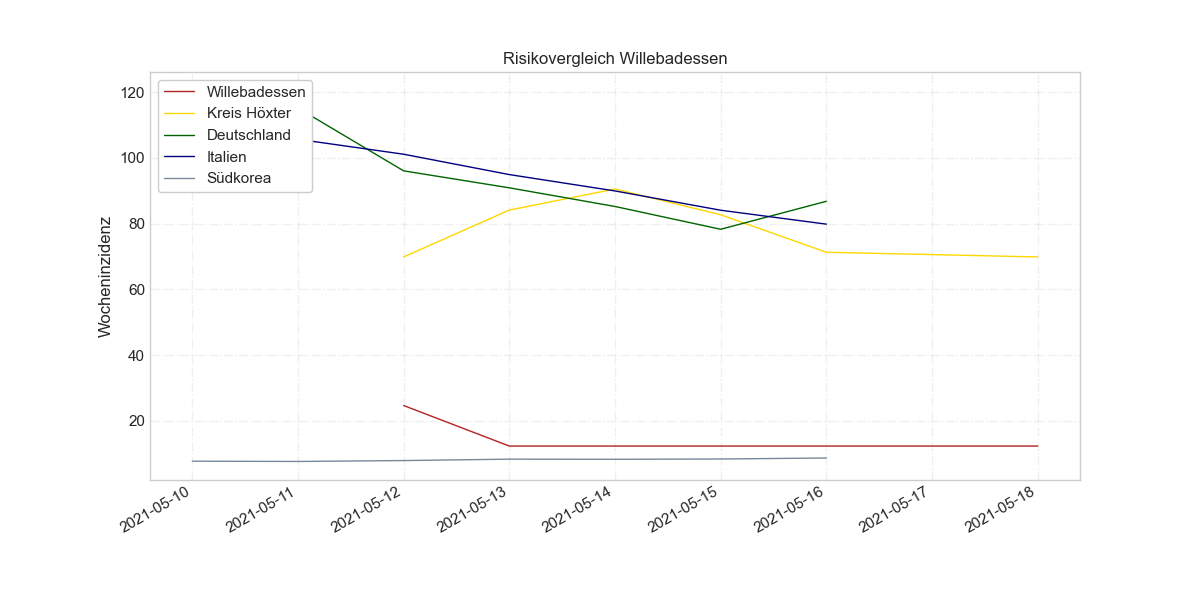 Risikovergleich Willebadessen
Willebadessen
Kreis Höxter
Deutschland
Italien
Südkorea
Wocheninzidenz
120
100
80
60
40
20
2021-05-10
2021-05-11
2021-05-12
2021-05-13
2021-05-14
2021-05-15
2021-05-16
2021-05-17
2021-05-18